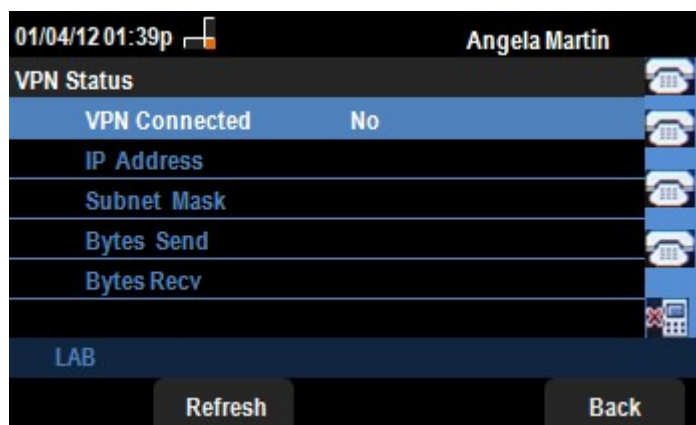 01/04/12 01:39p Angela Martin
VPN Status
VPN Connected No
IP Address
Subnet Mask
Bytes Send
Bytes Recv
LAB
Refresh Back